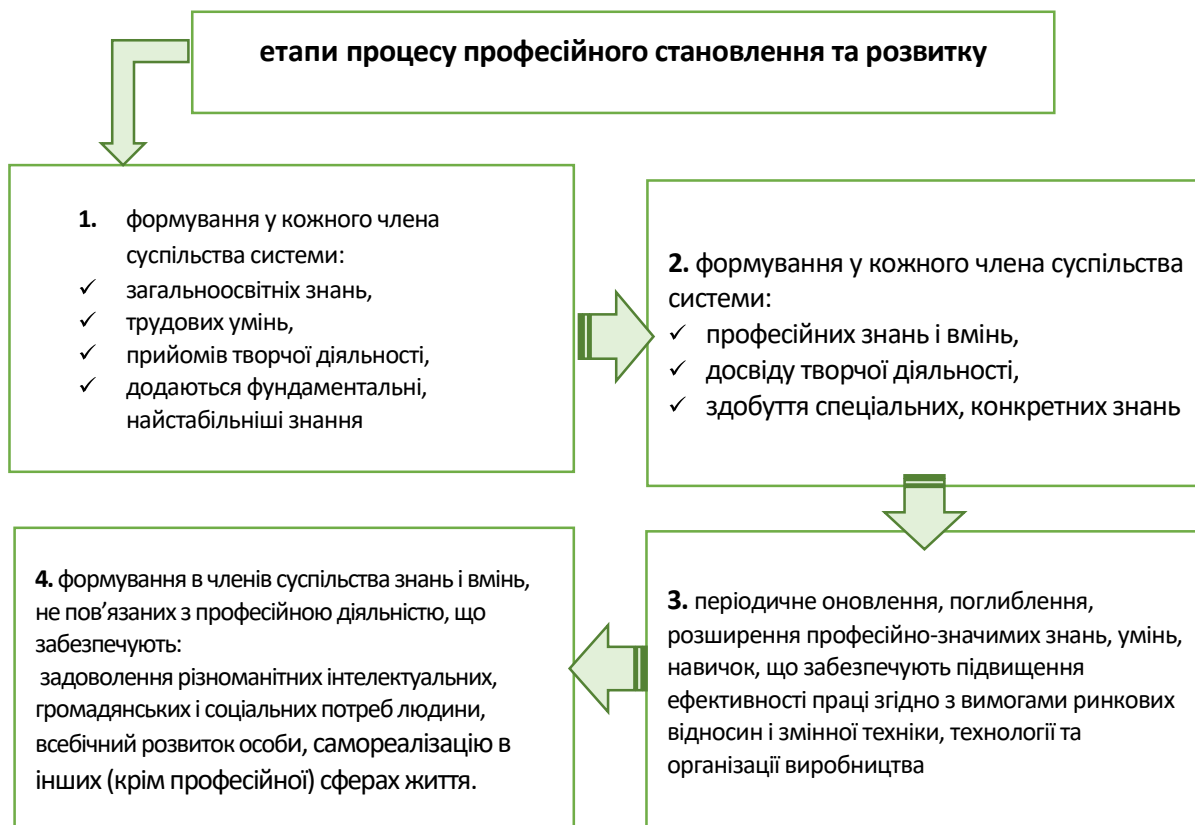 етапи процесу професійного становлення та розвитку
1. формування у кожного члена
суспільства системи:
✓ загальноосвітніх знань,
✓ трудових умінь,
✓ прийомів творчої діяльності,
✓ додаються фундаментальні,
найстабільніші знання
2. формування у кожного члена суспільства
системи:
✓ професійних знань і вмінь,
✓ досвіду творчої діяльності,
✓ здобуття спеціальних, конкретних знань
3. періодичне оновлення, поглиблення,
розширення професійно-значимих знань, умінь,
навичок, що забезпечують підвищення
ефективності праці згідно з вимогами ринкових
відносин і змінної техніки, технології та
організації виробництва
4. формування в членів суспільства знань і вмінь,
не пов’язаних з професійною діяльністю, що
забезпечують:
задоволення різноманітних інтелектуальних,
громадянських і соціальних потреб людини,
всебічний розвиток особи, самореалізацію в
інших (крім професійної) сферах життя.